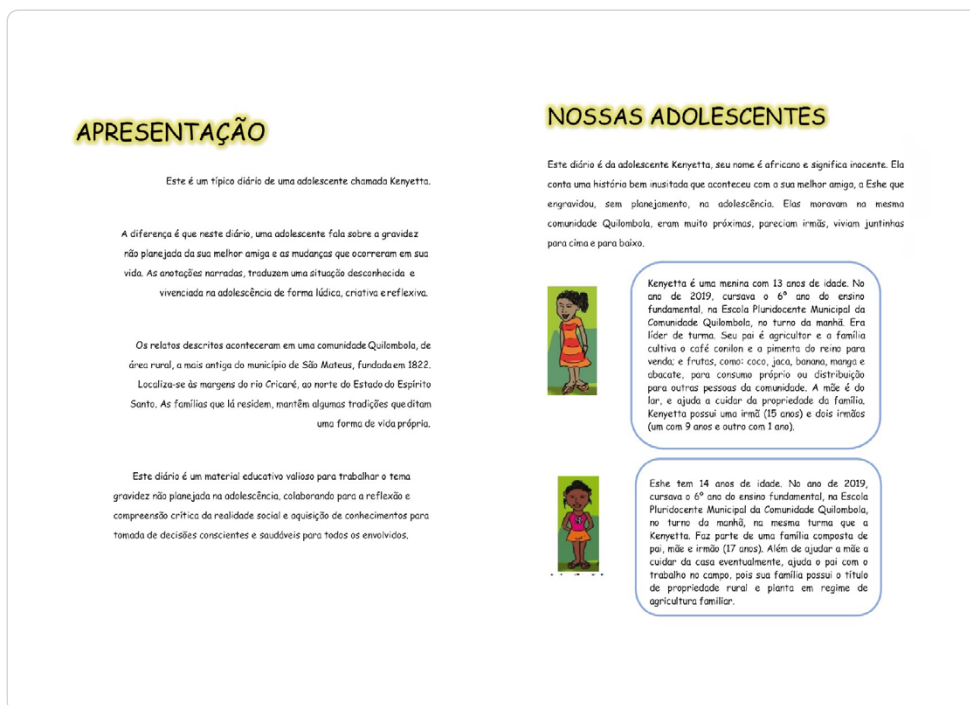 APRESENTAÇÃO
Este é um típico diário de uma adolescente chamada Kenyetta.
A diferença é que neste diário, uma adolescente fala sobre a gravidez
não planejada da sua melhor amiga e as mudanças que ocorreram em sua
vida. As anotações narradas, traduzem uma situação desconhecida e
vivenciada na adolescência de forma lúdica, criativa e reflexiva.
Os relatos descritos aconteceram em uma comunidade Quilombola, de
área rural, a mais antiga do município de São Mateus, fundada em 1822.
Localiza-se às margens do rio Cricaré, ao norte do Estado do Espírito
Santo. As famílias que lá residem, mantêm algumas tradições que ditam
uma forma de vida própria.
Este diário é um material educativo valioso para trabalhar o tema
gravidez não planejada na adolescência, colaborando para a reflexão e
compreensão crítica da realidade social e aquisição de conhecimentos para
tomada de decisões conscientes e saudáveis para todos os envolvidos.
NOSSAS ADOLESCENTES
Este diário é da adolescente Kenyetta, seu nome é africano e significa inocente. Ela
conta uma história bem inusitada que aconteceu com a sua melhor amiga, a Eshe que
engravidou, sem planejamento, na adolescência. Elas moravam na mesma
comunidade Quilombola, eram muito próximas, pareciam irmãs, viviam juntinhas
para cima e para baixo.
Kenyetta é uma menina com 13 anos de idade. No
ano de 2019, cursava o 6º ano do ensino
fundamental, na Escola Pluridocente Municipal da
Comunidade Quilombola, no turno da manhã. Era
líder de turma. Seu pai é agricultor e a família
cultiva o café conilon e a pimenta do reino para
venda; e frutas, como: coco, jaca, banana, manga e
abacate, para consumo próprio ou distribuição
para outras pessoas da comunidade. A mãe é do
lar, e ajuda a cuidar da propriedade da família.
Kenyetta possui uma irmã (15 anos) e dois irmãos
(um com 9 anos e outro com 1 ano).
Eshe tem 14 anos de idade. No ano de 2019,
cursava o 6º ano do ensino fundamental, na Escola
Pluridocente Municipal da Comunidade Quilombola,
no turno da manhã, na mesma turma que a
Kenyetta. Faz parte de uma família composta de
pai, mãe e irmão (17 anos). Além de ajudar a mãe a
cuidar da casa eventualmente, ajuda o pai com o
trabalho no campo, pois sua família possui o título
de propriedade rural e planta em regime de
agricultura familiar.